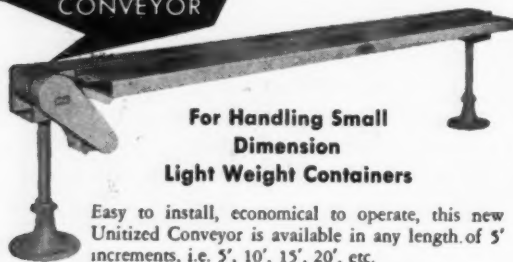 CONVEYOR
For Handling Small
Dimension
Light Weight Containers
Easy to install, economical to operate, this new
Unitized Conveyor is available in any length of 5'
increments, i.e. 5', 10', 15', 20', etc.